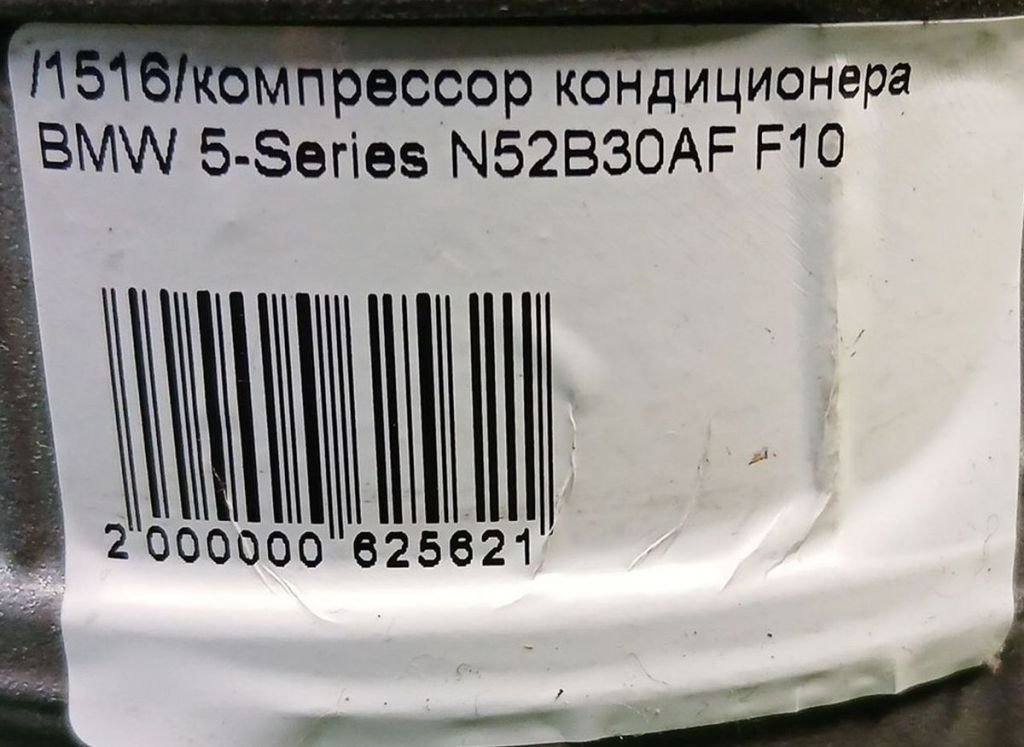 /1516/компрессор кондиционера
BMW 5-Series N52B30AF F10
2 000000 625621